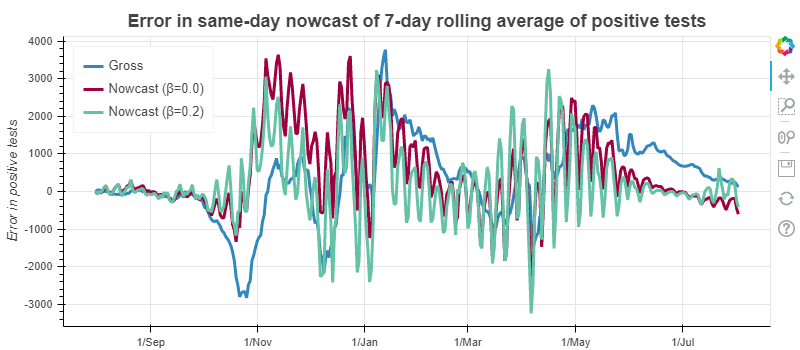 Error in same-day nowcast of 7-day rolling average of positive tests
Gross
Nowcast (β=0.0)
Nowcast (β=0.2)
Error in positive tests
4000
3000
2000
1000
0
-1000
-2000
-3000
1/Sep
1/Nov
1/Jan
1/Mar
1/May
1/Jul